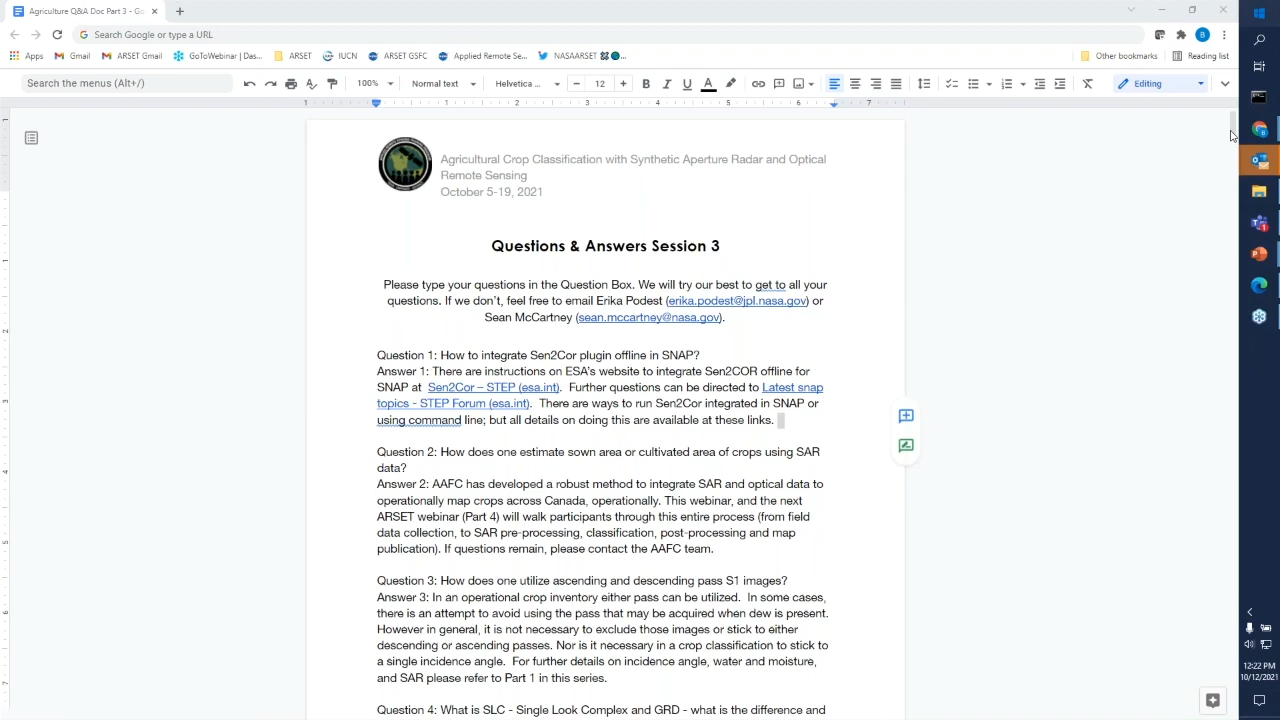 Agriculture Q&A Doc Part 3 - Go
Search Google or type a URL
Apps Gmail ARSET Gmail GoToWebinar | Das... ARSET IUCN ARSET GSFC Applied Remote Se... NASAARSET Other bookmarks Reading list
Search the menus (Alt+/) 100% Normal text Helvetica ... 12 Editing
Agricultural Crop Classification with Synthetic Aperture Radar and Optical
Remote Sensing
October 5-19, 2021
Questions & Answers Session 3
Please type your questions in the Question Box. We will try our best to get to all your
questions. If we don't, feel free to email Erika Podest (erika.podest@jpl.nasa.gov) or
Sean McCartney (sean.mccartney@nasa.gov).
Question 1: How to integrate Sen2Cor plugin offline in SNAP?
Answer 1: There are instructions on ESA's website to integrate Sen2COR offline for
SNAP at Sen2Cor – STEP (esa.int). Further questions can be directed to Latest snap
topics - STEP Forum (esa.int). There are ways to run Sen2Cor integrated in SNAP or
using command line; but all details on doing this are available at these links.
Question 2: How does one estimate sown area or cultivated area of crops using SAR
data?
Answer 2: AAFC has developed a robust method to integrate SAR and optical data to
operationally map crops across Canada, operationally. This webinar, and the next
ARSET webinar (Part 4) will walk participants through this entire process (from field
data collection, to SAR pre-processing, classification, post-processing and map
publication). If questions remain, please contact the AAFC team.
Question 3: How does one utilize ascending and descending pass S1 images?
Answer 3: In an operational crop inventory either pass can be utilized. In some cases,
there is an attempt to avoid using the pass that may be acquired when dew is present.
However in general, it is not necessary to exclude those images or stick to either
descending or ascending passes. Nor is it necessary in a crop classification to stick to
a single incidence angle. For further details on incidence angle, water and moisture,
and SAR please refer to Part 1 in this series.
Question 4: What is SLC - Single Look Complex and GRD - what is the difference and
12:22 PM
10/12/2021